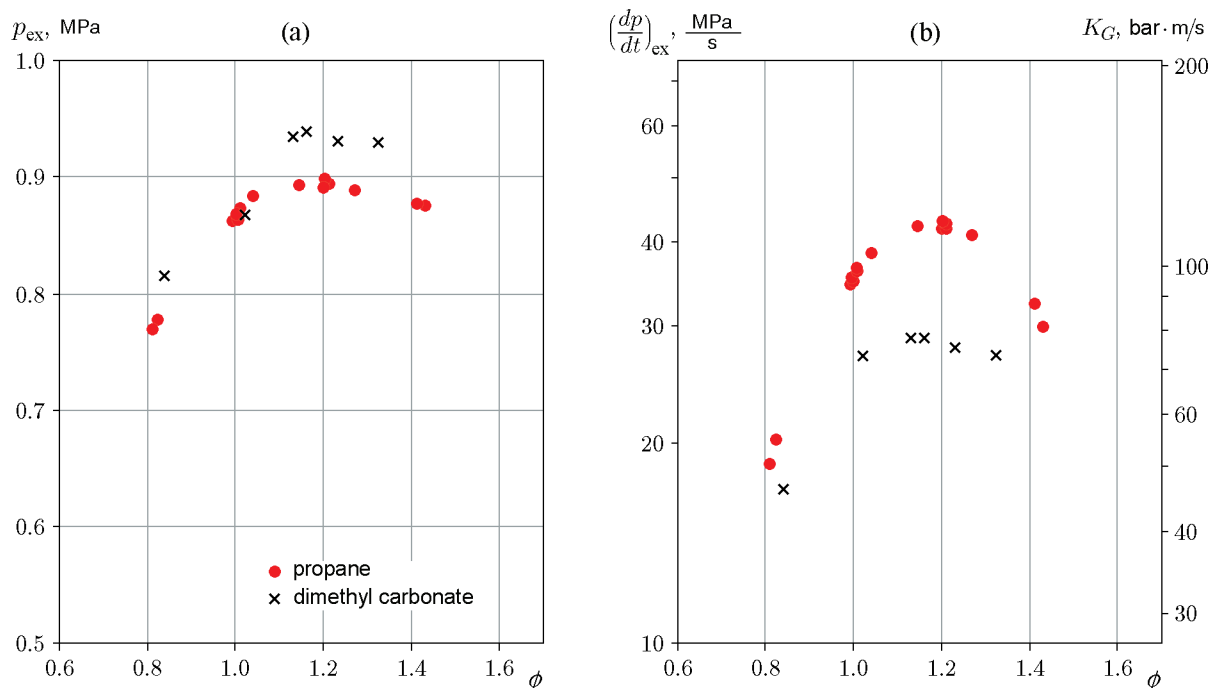 p_ex, MPa
(a)
1.0
0.9
0.8
0.7
0.6
0.5
0.6 0.8 1.0 1.2 1.4 1.6 ϕ
propane
dimethyl carbonate
(dp/dt)_ex, MPa/s
(b)
K_G, bar·m/s
60
40
30
20
10
200
100
60
40
30
0.6 0.8 1.0 1.2 1.4 1.6 ϕ